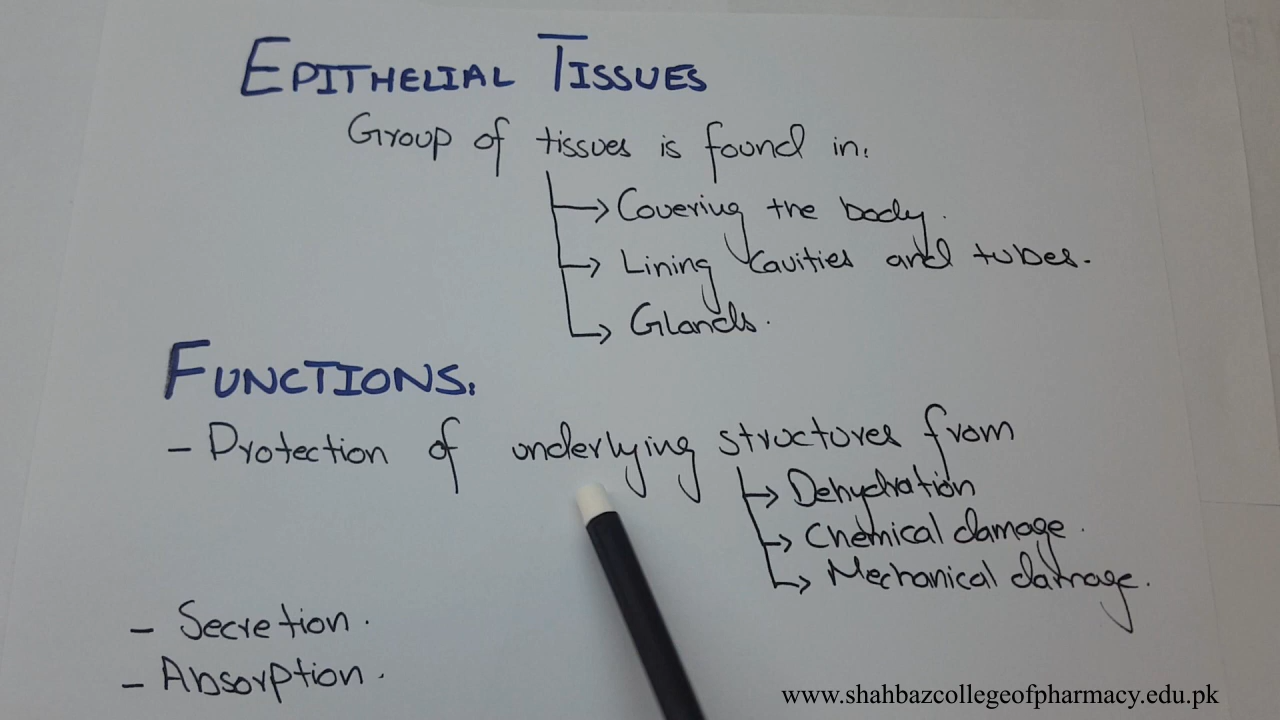 EPITHELIAL TISSUES
Group of tissues is found in:
Covering the body.
Lining cavities and tubes.
Glands.
FUNCTIONS:
- Protection of underlying structures from
Dehydration
Chemical damage.
Mechanical damage.
- Secretion.
- Absorption.
www.shahbazcollegeofpharmacy.edu.pk